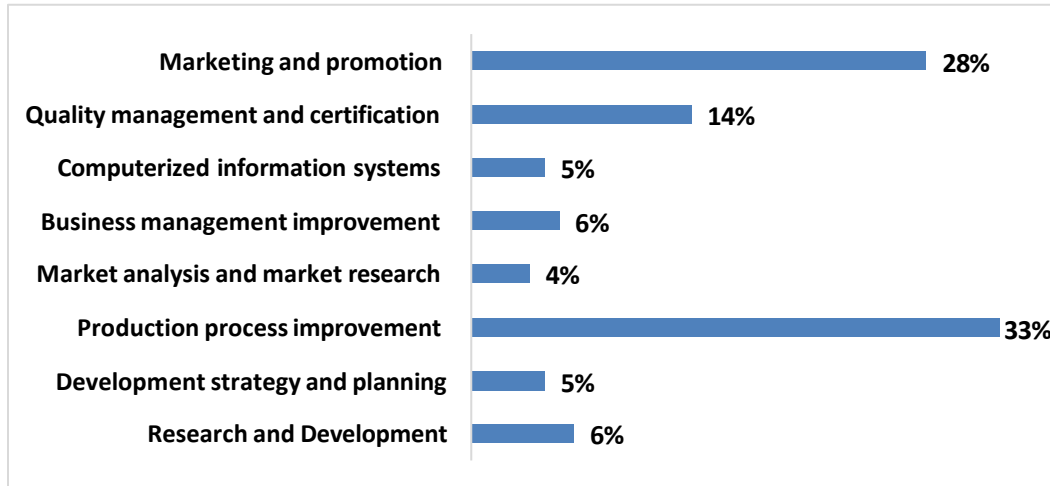 Marketing and promotion 28%
Quality management and certification 14%
Computerized information systems 5%
Business management improvement 6%
Market analysis and market research 4%
Production process improvement 33%
Development strategy and planning 5%
Research and Development 6%